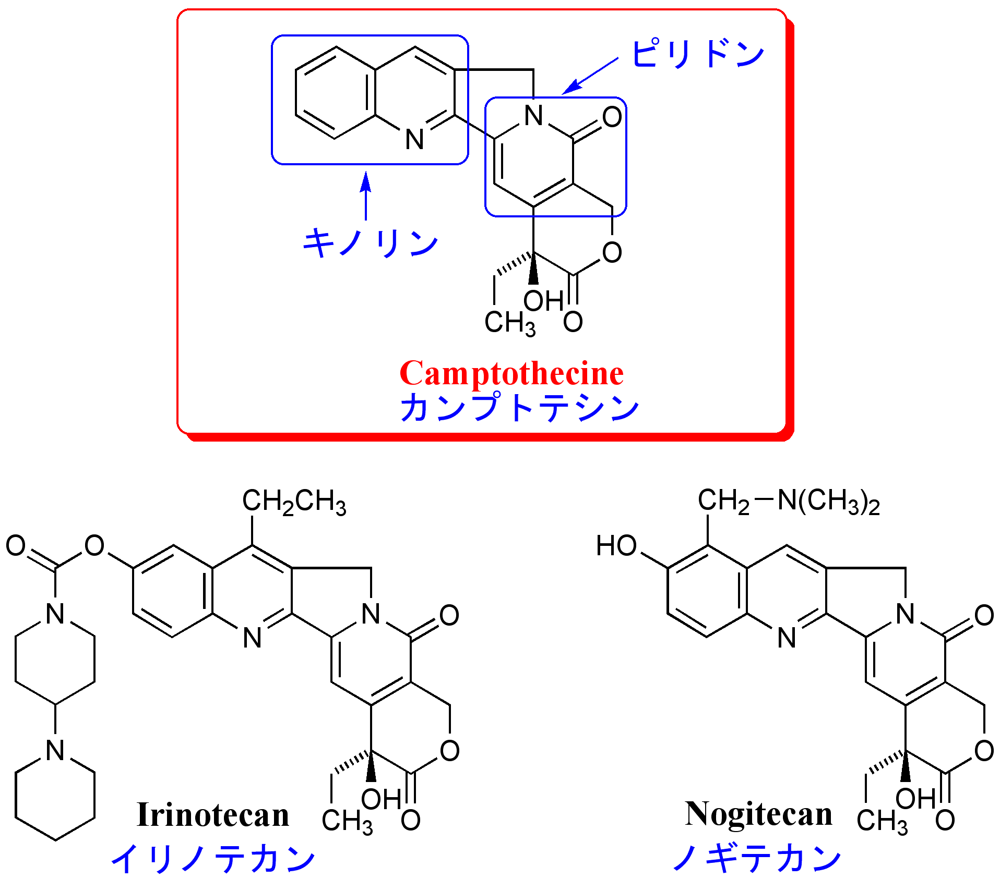 ピリドン
N
O
N
キノリン
O
OH
CH3
O
Camptothecine
カンプトテシン
CH2CH3
O
O
N
N
O
N
N
O
OH
CH3
O
Irinotecan
イリノテカン
CH2-N(CH3)2
HO
N
O
N
O
OH
CH3
O
Nogitecan
ノギテカン